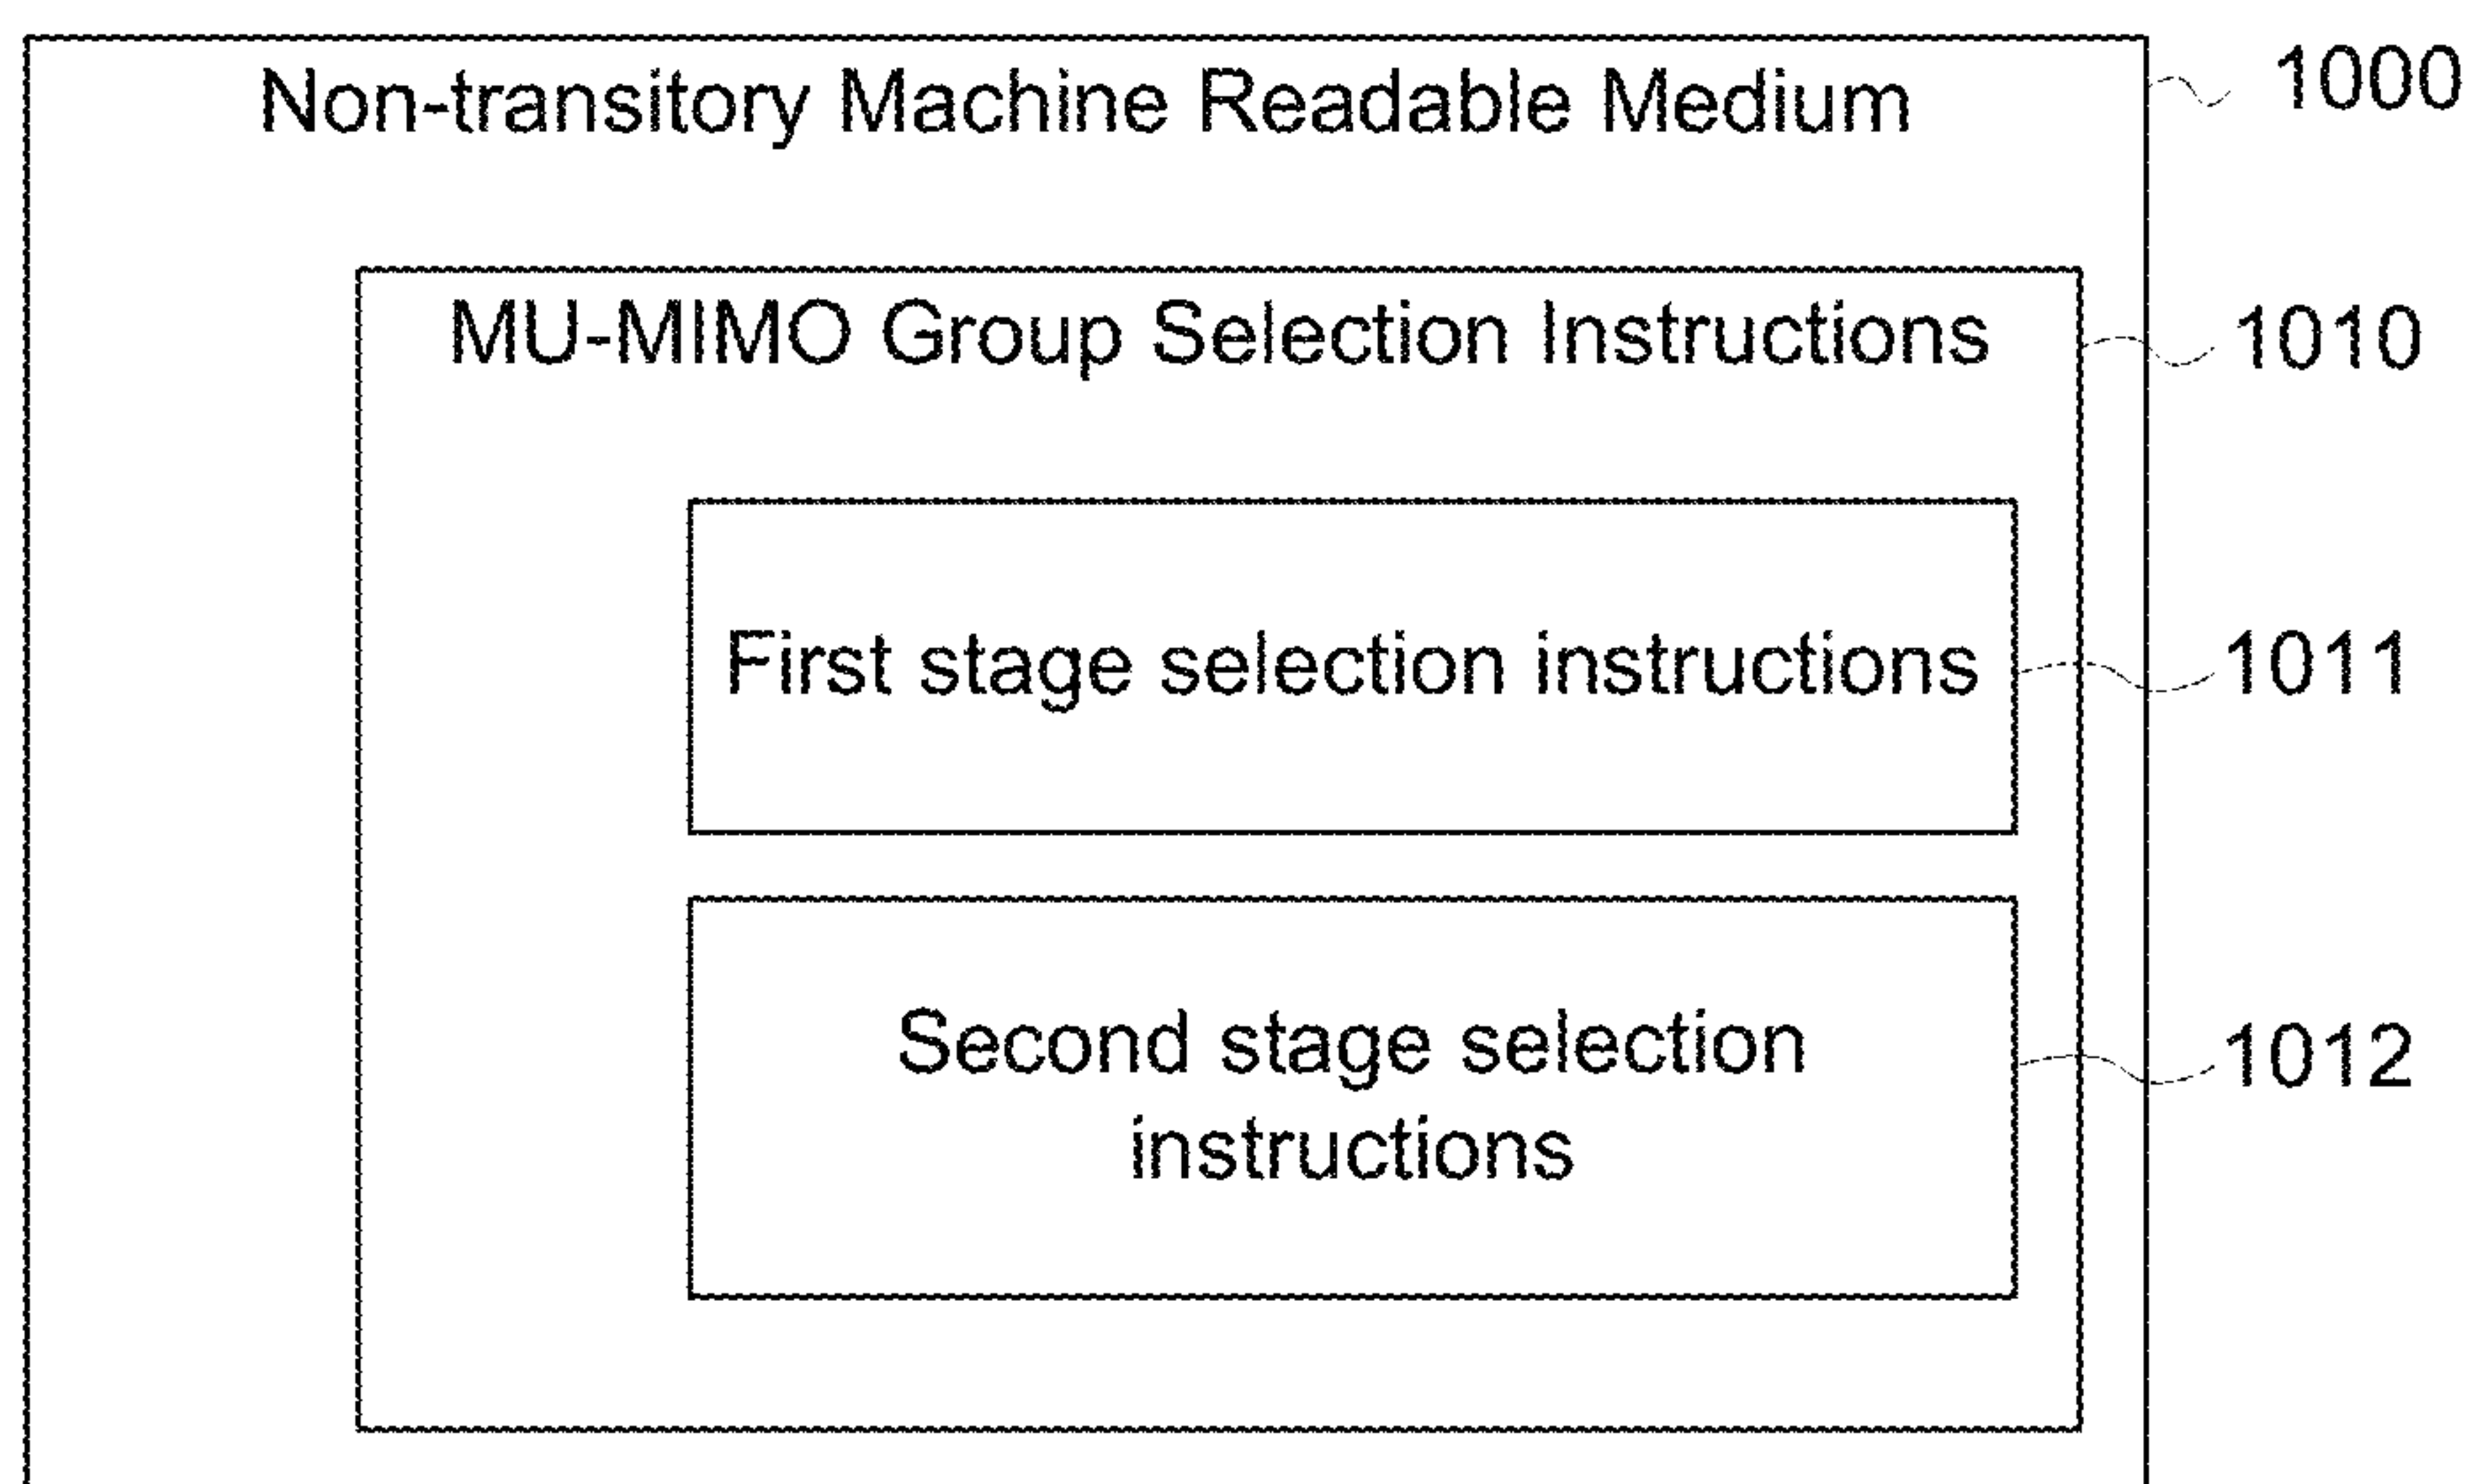 Non-transitory Machine Readable Medium 1000
MU-MIMO Group Selection Instructions 1010
First stage selection instructions 1011
Second stage selection 1012
instructions